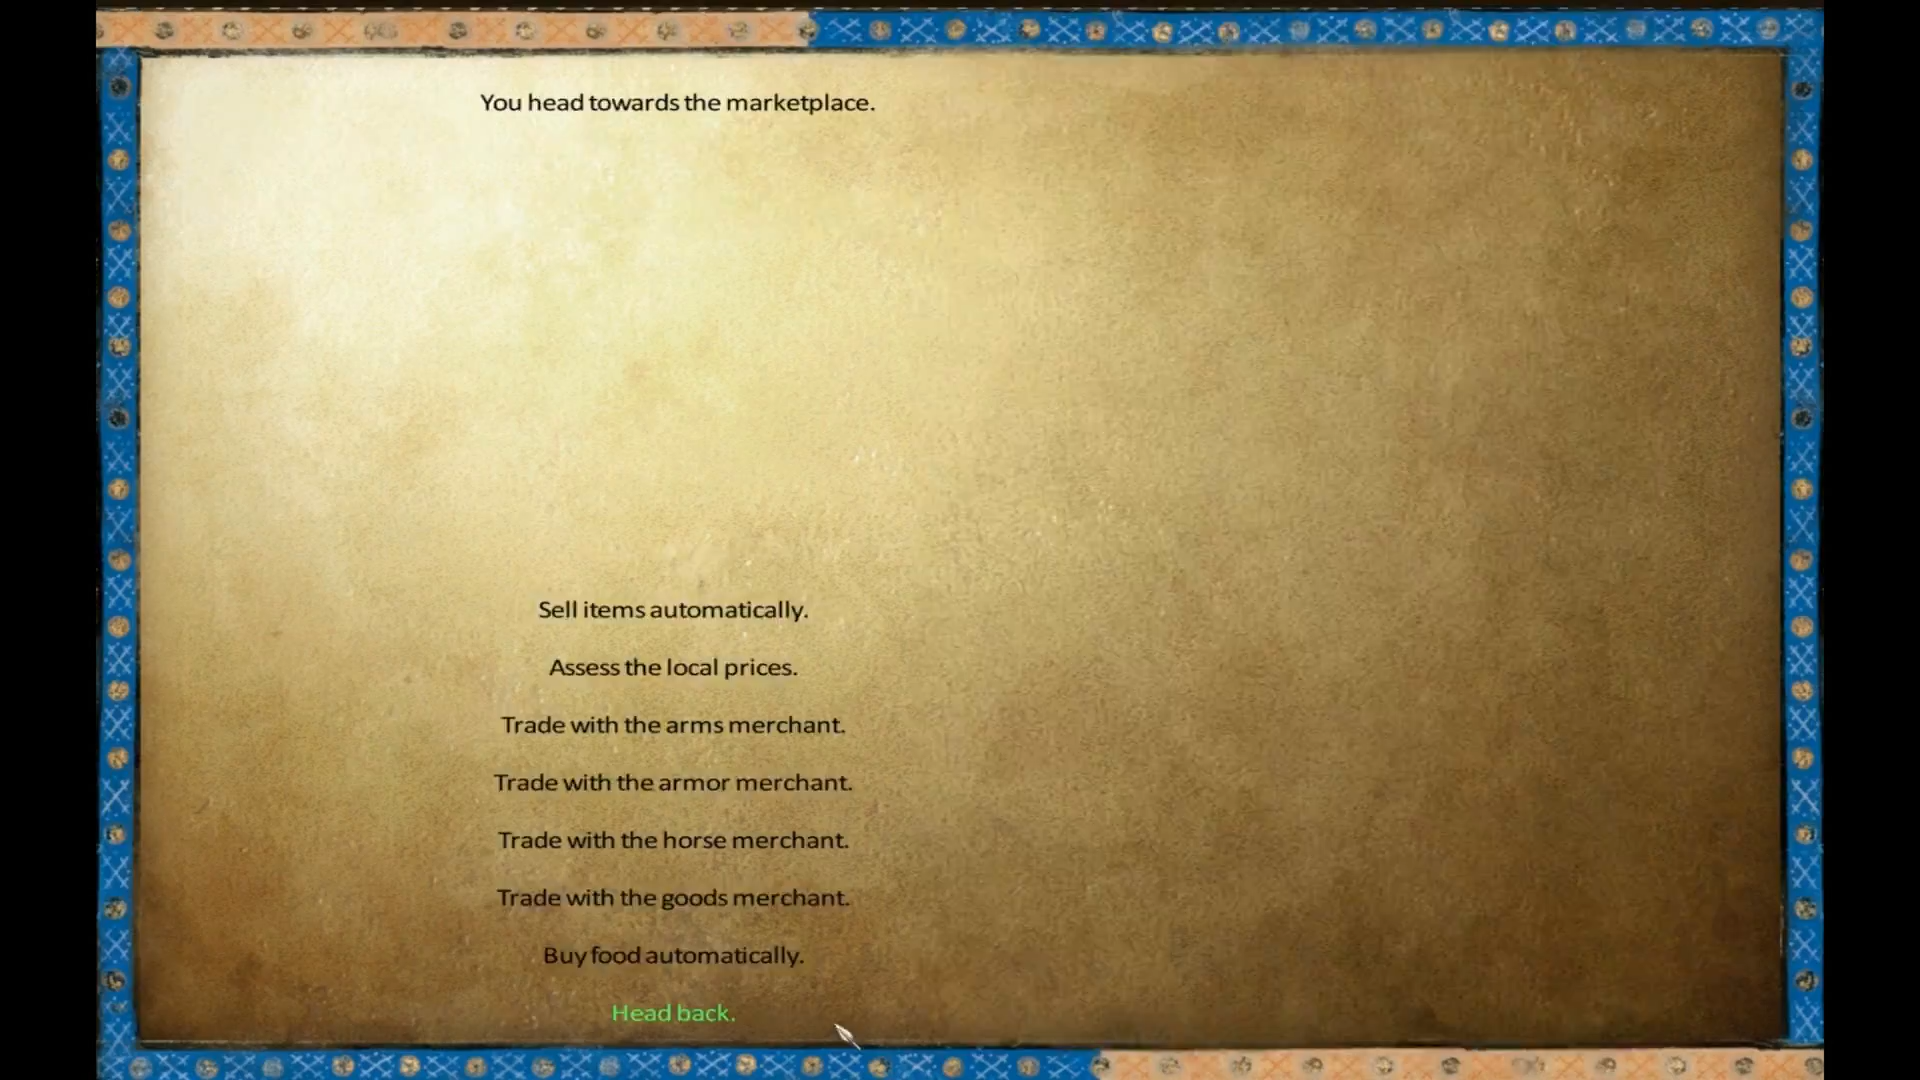 You head towards the marketplace.
Sell items automatically.
Assess the local prices.
Trade with the arms merchant.
Trade with the armor merchant.
Trade with the horse merchant.
Trade with the goods merchant.
Buy food automatically.
Head back.